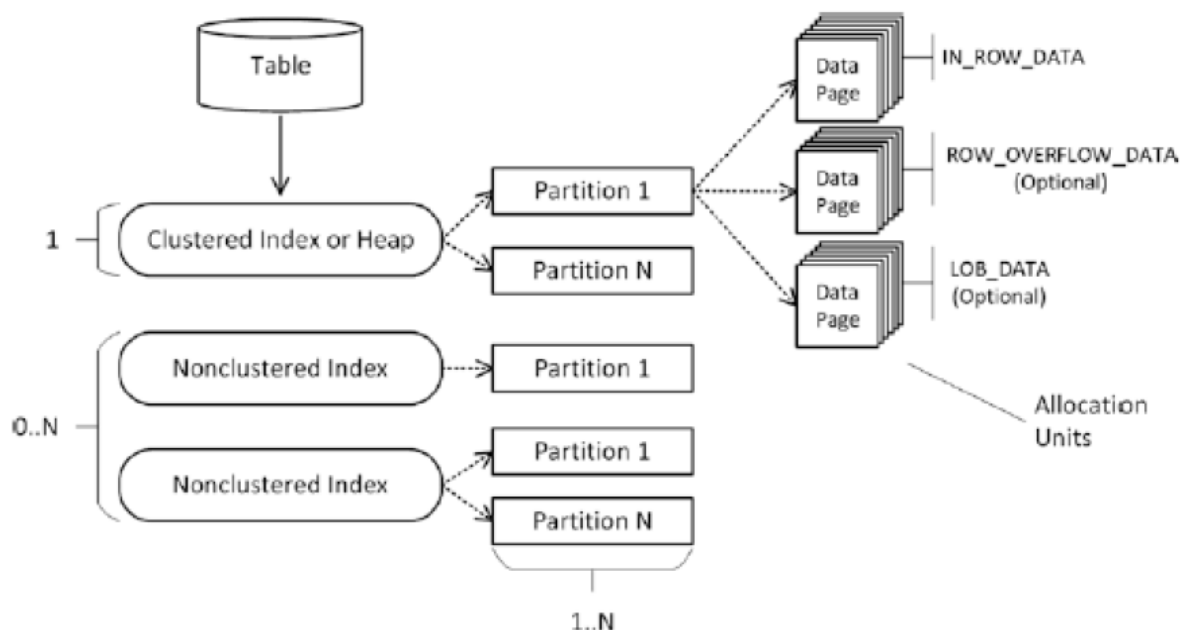 Table
1
Clustered Index or Heap
Partition 1
Partition N
Data
Page
IN_ROW_DATA
Data
Page
ROW_OVERFLOW_DATA
(Optional)
Data
Page
LOB_DATA
(Optional)
0..N
Nonclustered Index
Partition 1
Nonclustered Index
Partition 1
Partition N
Allocation
Units
1..N